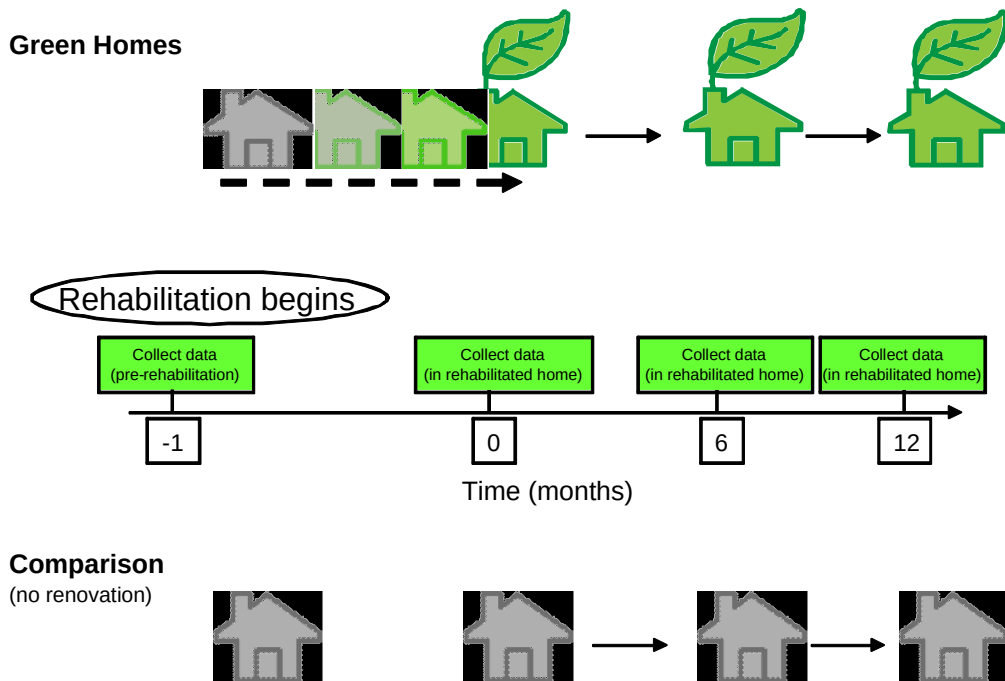 Green Homes
Rehabilitation begins
Collect data
(pre-rehabilitation)
Collect data
(in rehabilitated home)
Collect data
(in rehabilitated home)
Collect data
(in rehabilitated home)
-1
0
6
12
Time (months)
Comparison
(no renovation)